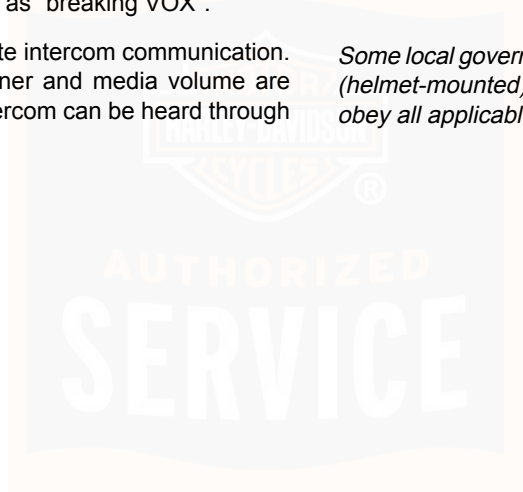 as "breaking VOX".
te intercom communication.
ner and media volume are
ercom can be heard through
Some local govern
(helmet-mounted)
obey all applicabl
HARLEY-DAVIDSON
CYCLES
®
AUTHORIZED
SERVICE